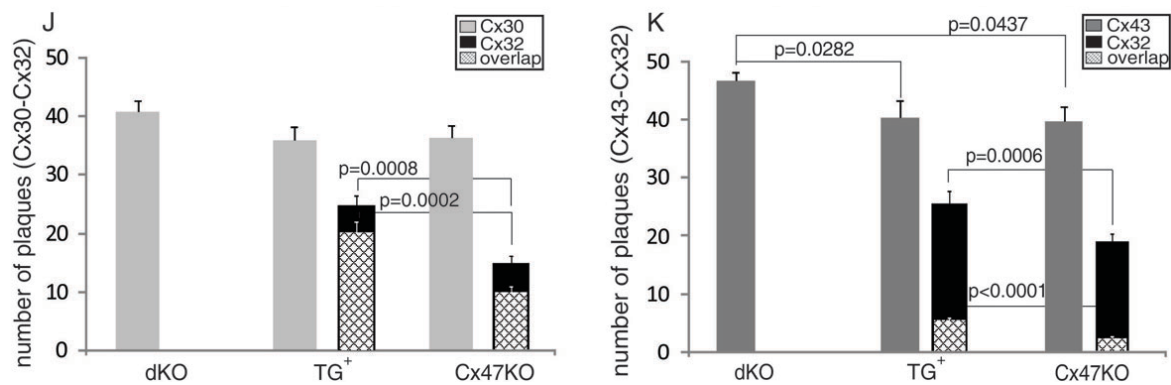 J
Cx30
Cx32
overlap
number of plaques (Cx30-Cx32)
50
40
30
20
10
0
p=0.0008
p=0.0002
dKO
TG+
Cx47KO
K
Cx43
Cx32
overlap
number of plaques (Cx43-Cx32)
50
40
30
20
10
0
p=0.0437
p=0.0282
p=0.0006
p<0.0001
dKO
TG+
Cx47KO